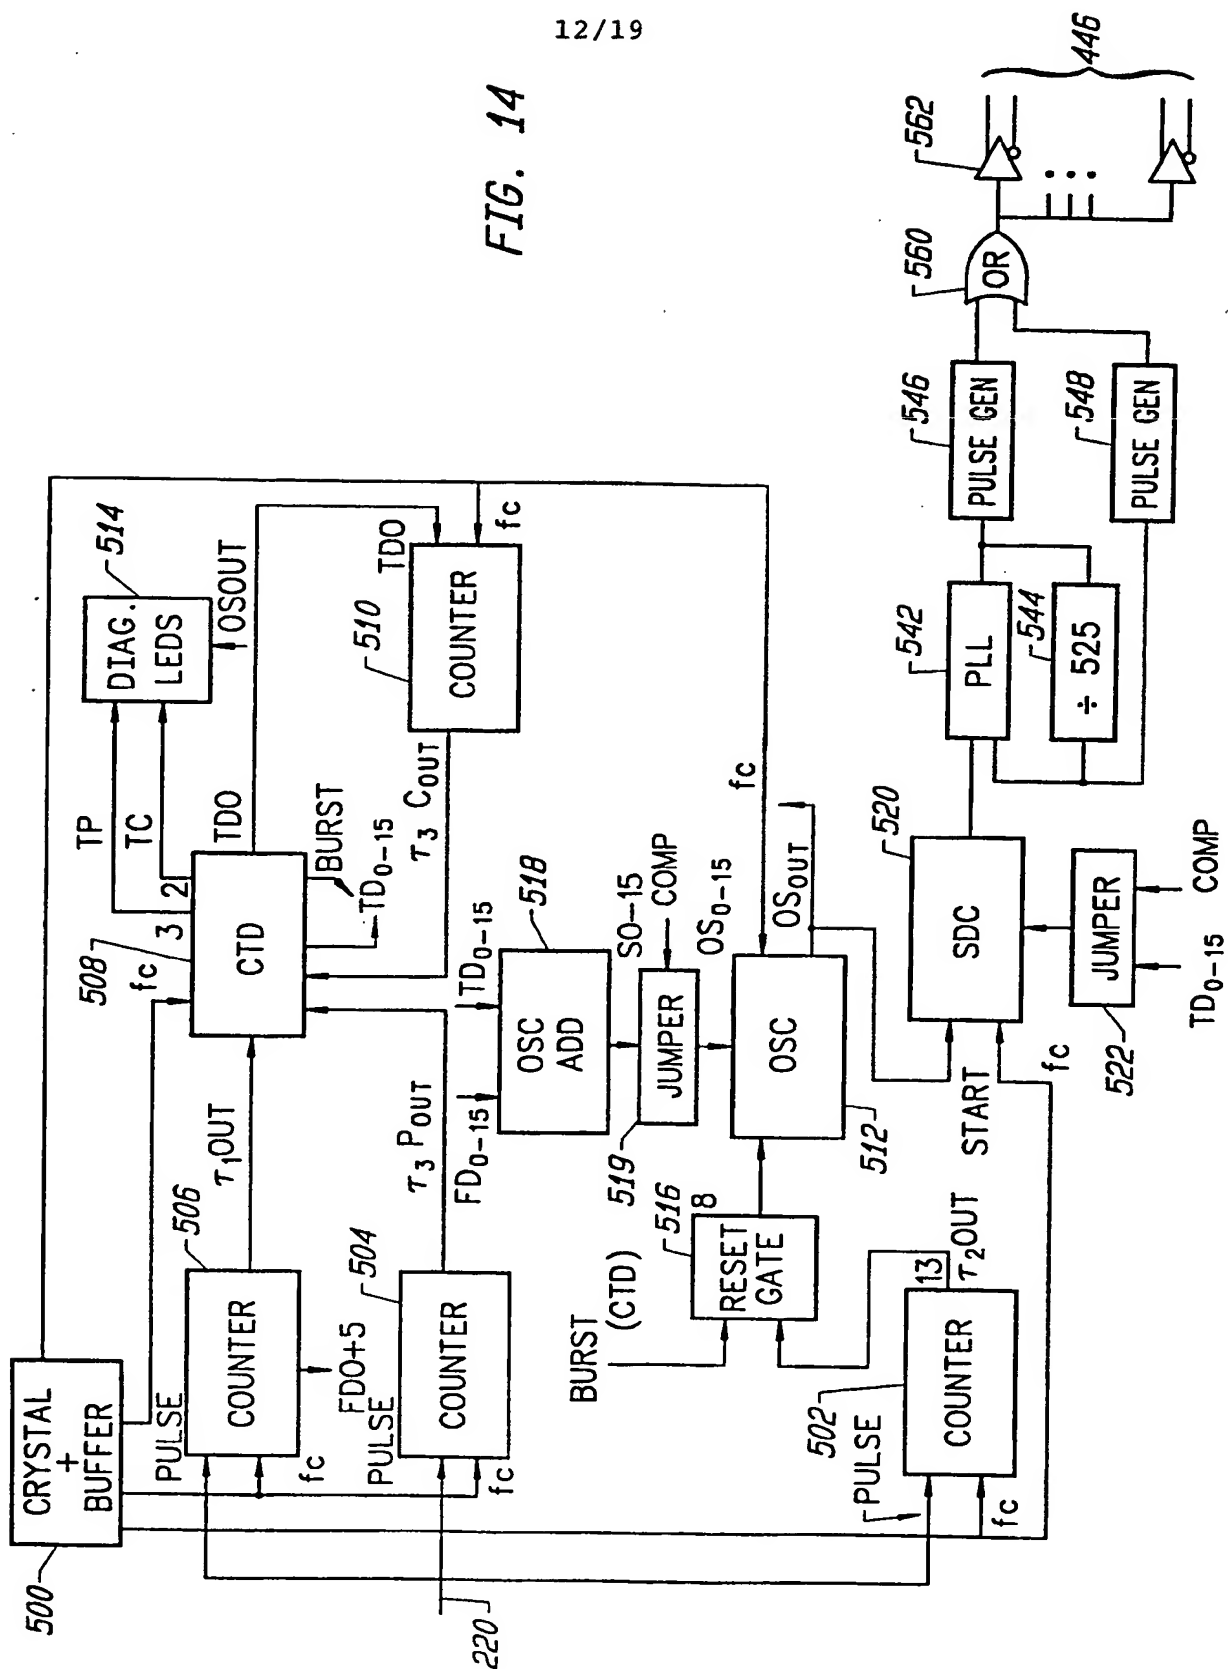 12/19
FIG. 14
500
CRYSTAL
+
BUFFER
220
PULSE
fc
COUNTER
506
FDO+5
τ1OUT
PULSE
fc
COUNTER
504
τ3 POUT
fc
508
3
2
CTD
TP
TC
TDO
BURST
TD0-15
DIAG.
LEDS
514
OSOUT
TDO
fc
COUNTER
510
τ3 COUT
FD0-15
TD0-15
OSC
ADD
518
SO-15
COMP
JUMPER
519
OS0-15
fc
OSC
512
OSOUT
BURST
(CTD)
516
8
RESET
GATE
PULSE
fc
502
COUNTER
13
τ2OUT
START
fc
SDC
520
JUMPER
522
TD0-15
COMP
PLL
542
÷ 525
544
PULSE GEN
546
PULSE GEN
548
OR
560
562
446